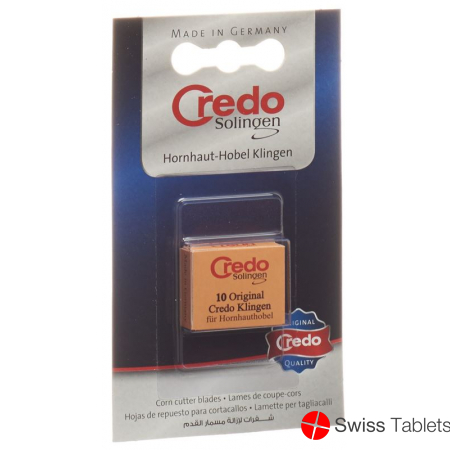 MADE IN GERMANY
Credo
Solingen
Hornhaut-Hobel Klingen
Credo
Solingen
10 Original
Credo Klingen
für Hornhauthobel
ORIGINAL
Credo
QUALITY
Corn cutter blades • Lames de coupe-cors
Hojas de repuesto para cortacallos • Lamette per tagliacalli
شفرات لإزالة مسمار القدم
Swiss Tablets